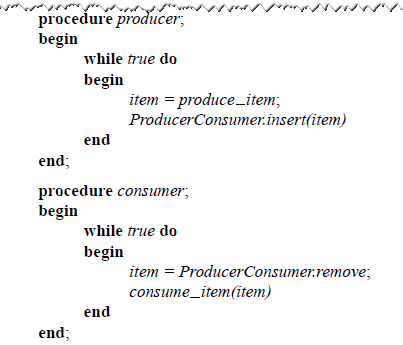 procedure producer;
begin
while true do
begin
item = produce_item;
ProducerConsumer.insert(item)
end
end;
procedure consumer;
begin
while true do
begin
item = ProducerConsumer.remove;
consume_item(item)
end
end;